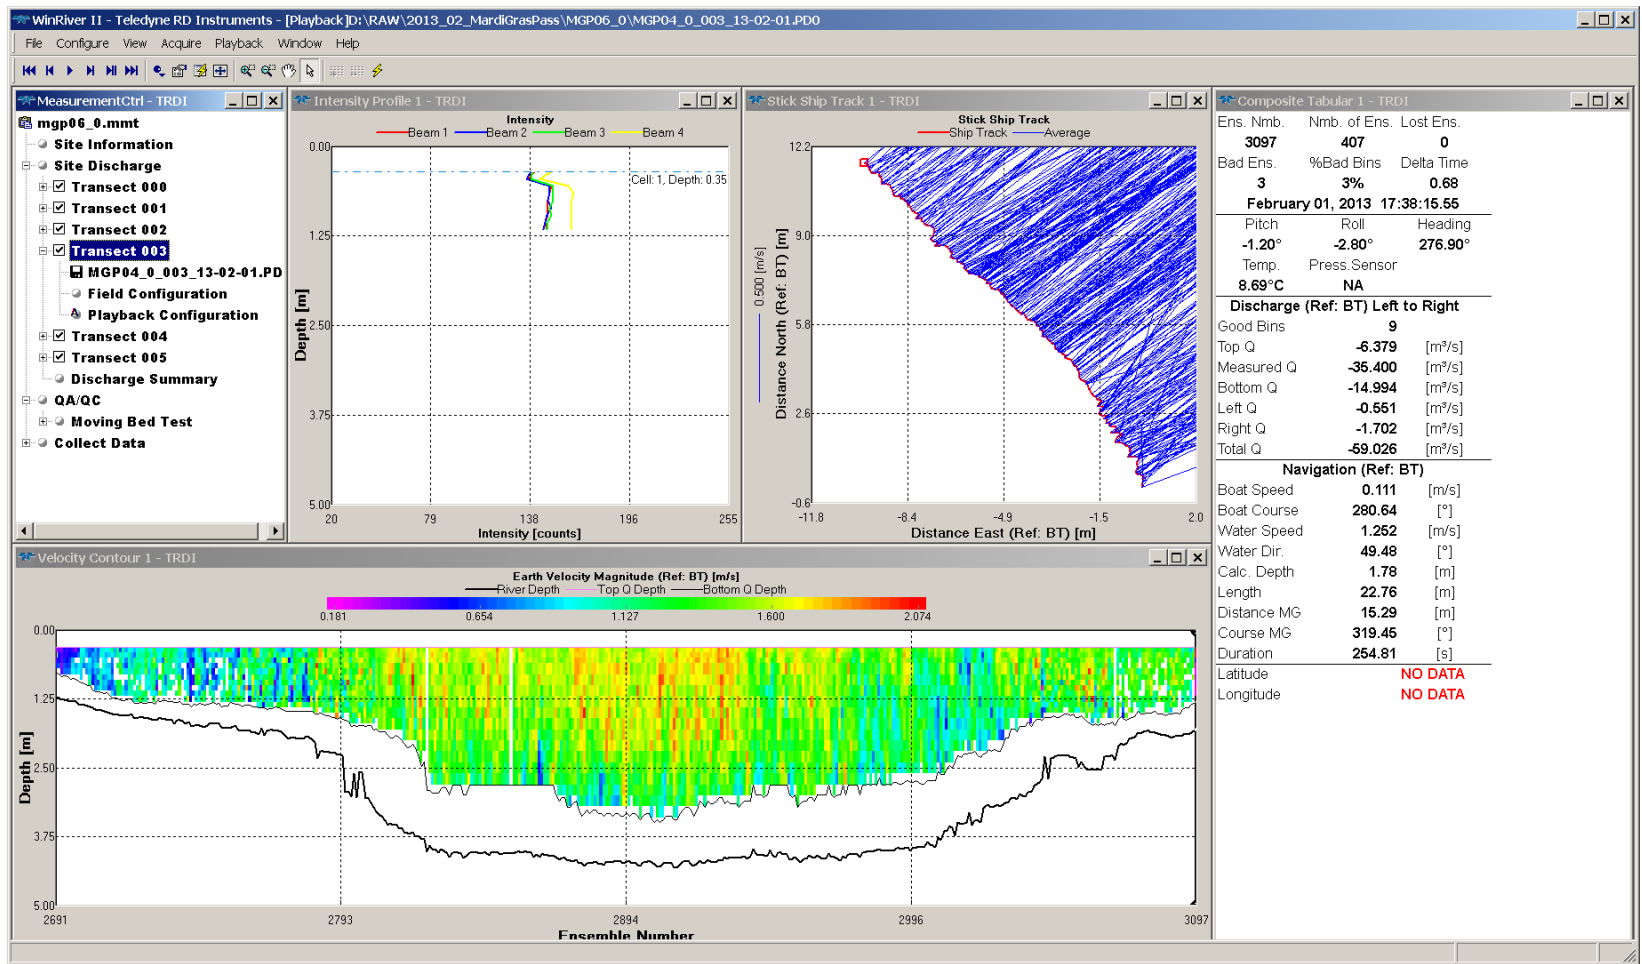 WinRiver II - Teledyne RD Instruments - [Playback]D:\RAW\2013_02_MardiGrasPass\MGP06_0\MGP04_0_003_13-02-01.PD0
File Configure View Acquire Playback Window Help
MeasurementCtrl - TRDI
mgp06_0.mmt
Site Information
Site Discharge
Transect 000
Transect 001
Transect 002
Transect 003
MGP04_0_003_13-02-01.PD
Field Configuration
Playback Configuration
Transect 004
Transect 005
Discharge Summary
QA/QC
Moving Bed Test
Collect Data
Intensity Profile 1 - TRDI
Intensity
Beam 1 Beam 2 Beam 3 Beam 4
Cell: 1, Depth: 0.35
Depth [m]
0.00
1.25
2.50
3.75
5.00
20 79 138 196 255
Intensity [counts]
Stick Ship Track 1 - TRDI
Stick Ship Track
Ship Track Average
0.500 [m/s]
Distance North (Ref: BT) [m]
12.2
9.0
5.8
2.6
-0.6
-11.8 -8.4 -4.9 -1.5 2.0
Distance East (Ref: BT) [m]
Composite Tabular 1 - TRDI
Ens. Nmb. Nmb. of Ens. Lost Ens.
3097 407 0
Bad Ens. %Bad Bins Delta Time
3 3% 0.68
February 01, 2013 17:38:15.55
Pitch Roll Heading
-1.20° -2.80° 276.90°
Temp. Press.Sensor
8.69°C NA
Discharge (Ref: BT) Left to Right
Good Bins 9
Top Q -6.379 [m³/s]
Measured Q -35.400 [m³/s]
Bottom Q -14.994 [m³/s]
Left Q -0.551 [m³/s]
Right Q -1.702 [m³/s]
Total Q -59.026 [m³/s]
Navigation (Ref: BT)
Boat Speed 0.111 [m/s]
Boat Course 280.64 [°]
Water Speed 1.252 [m/s]
Water Dir. 49.48 [°]
Calc. Depth 1.78 [m]
Length 22.76 [m]
Distance MG 15.29 [m]
Course MG 319.45 [°]
Duration 254.81 [s]
Latitude NO DATA
Longitude NO DATA
Velocity Contour 1 - TRDI
Earth Velocity Magnitude (Ref: BT) [m/s]
River Depth Top Q Depth Bottom Q Depth
0.181 0.654 1.127 1.600 2.074
Depth [m]
0.00
1.25
2.50
3.75
5.00
2691 2793 2894 2996 3097
Ensemble Number